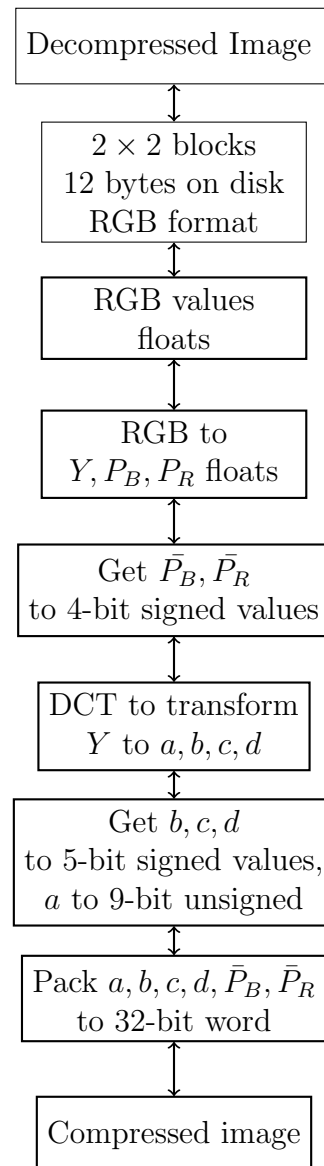 Decompressed Image
2 × 2 blocks
12 bytes on disk
RGB format
RGB values
floats
RGB to
Y, P_B, P_R floats
Get P̄_B, P̄_R
to 4-bit signed values
DCT to transform
Y to a, b, c, d
Get b, c, d
to 5-bit signed values,
a to 9-bit unsigned
Pack a, b, c, d, P̄_B, P̄_R
to 32-bit word
Compressed image